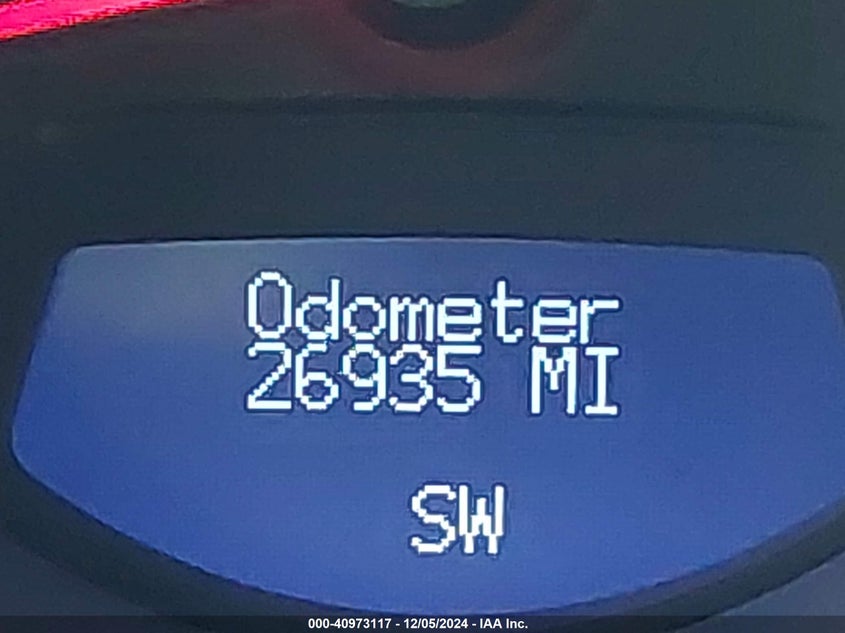 Odometer
26935 MI
SW
000-40973117 - 12/05/2024 - IAA Inc.